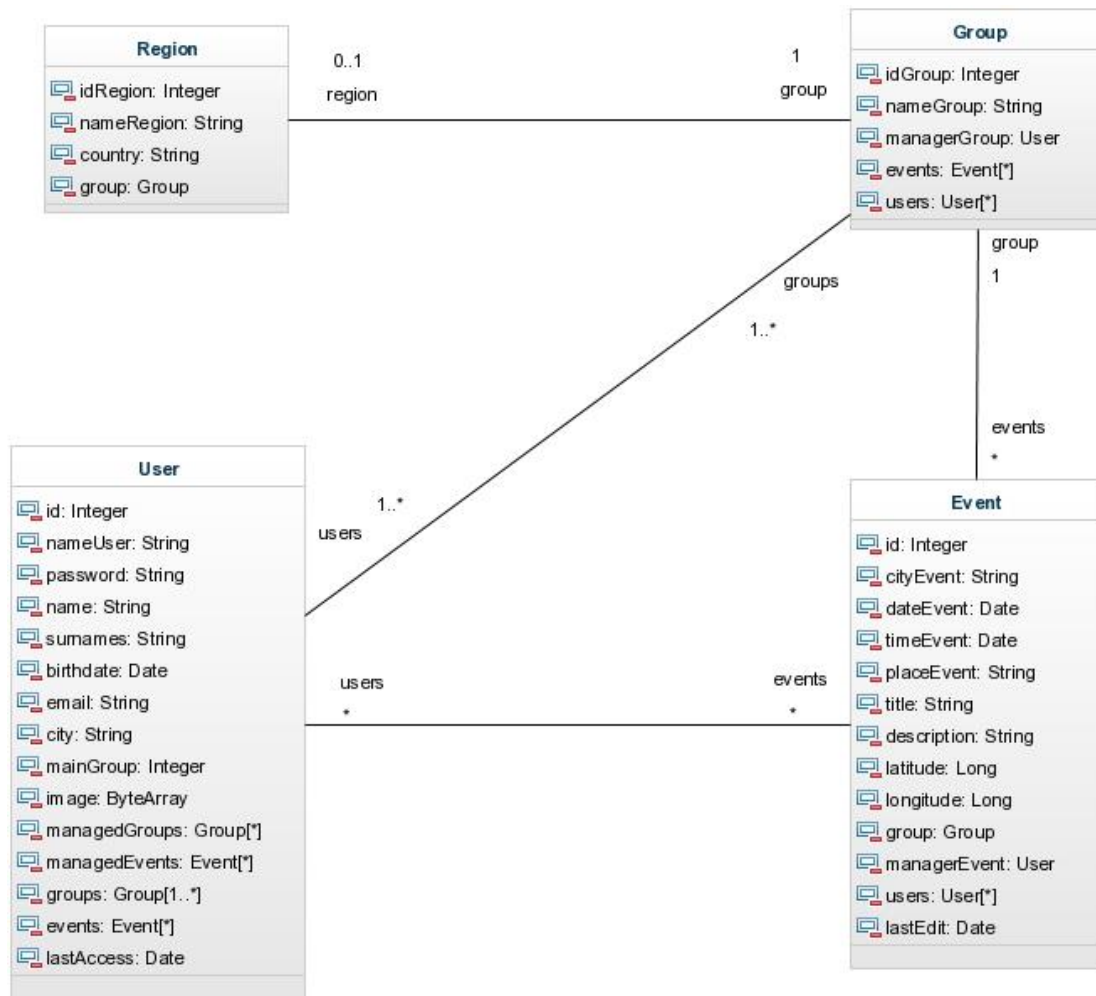 Region
idRegion: Integer
nameRegion: String
country: String
group: Group
0..1
region
1
group
Group
idGroup: Integer
nameGroup: String
managerGroup: User
events: Event[*]
users: User[*]
group
1
groups
1..*
events
*
1..*
users
User
id: Integer
nameUser: String
password: String
name: String
surnames: String
birthdate: Date
email: String
city: String
mainGroup: Integer
image: ByteArray
managedGroups: Group[*]
managedEvents: Event[*]
groups: Group[1..*]
events: Event[*]
lastAccess: Date
users
*
events
*
Event
id: Integer
cityEvent: String
dateEvent: Date
timeEvent: Date
placeEvent: String
title: String
description: String
latitude: Long
longitude: Long
group: Group
managerEvent: User
users: User[*]
lastEdit: Date